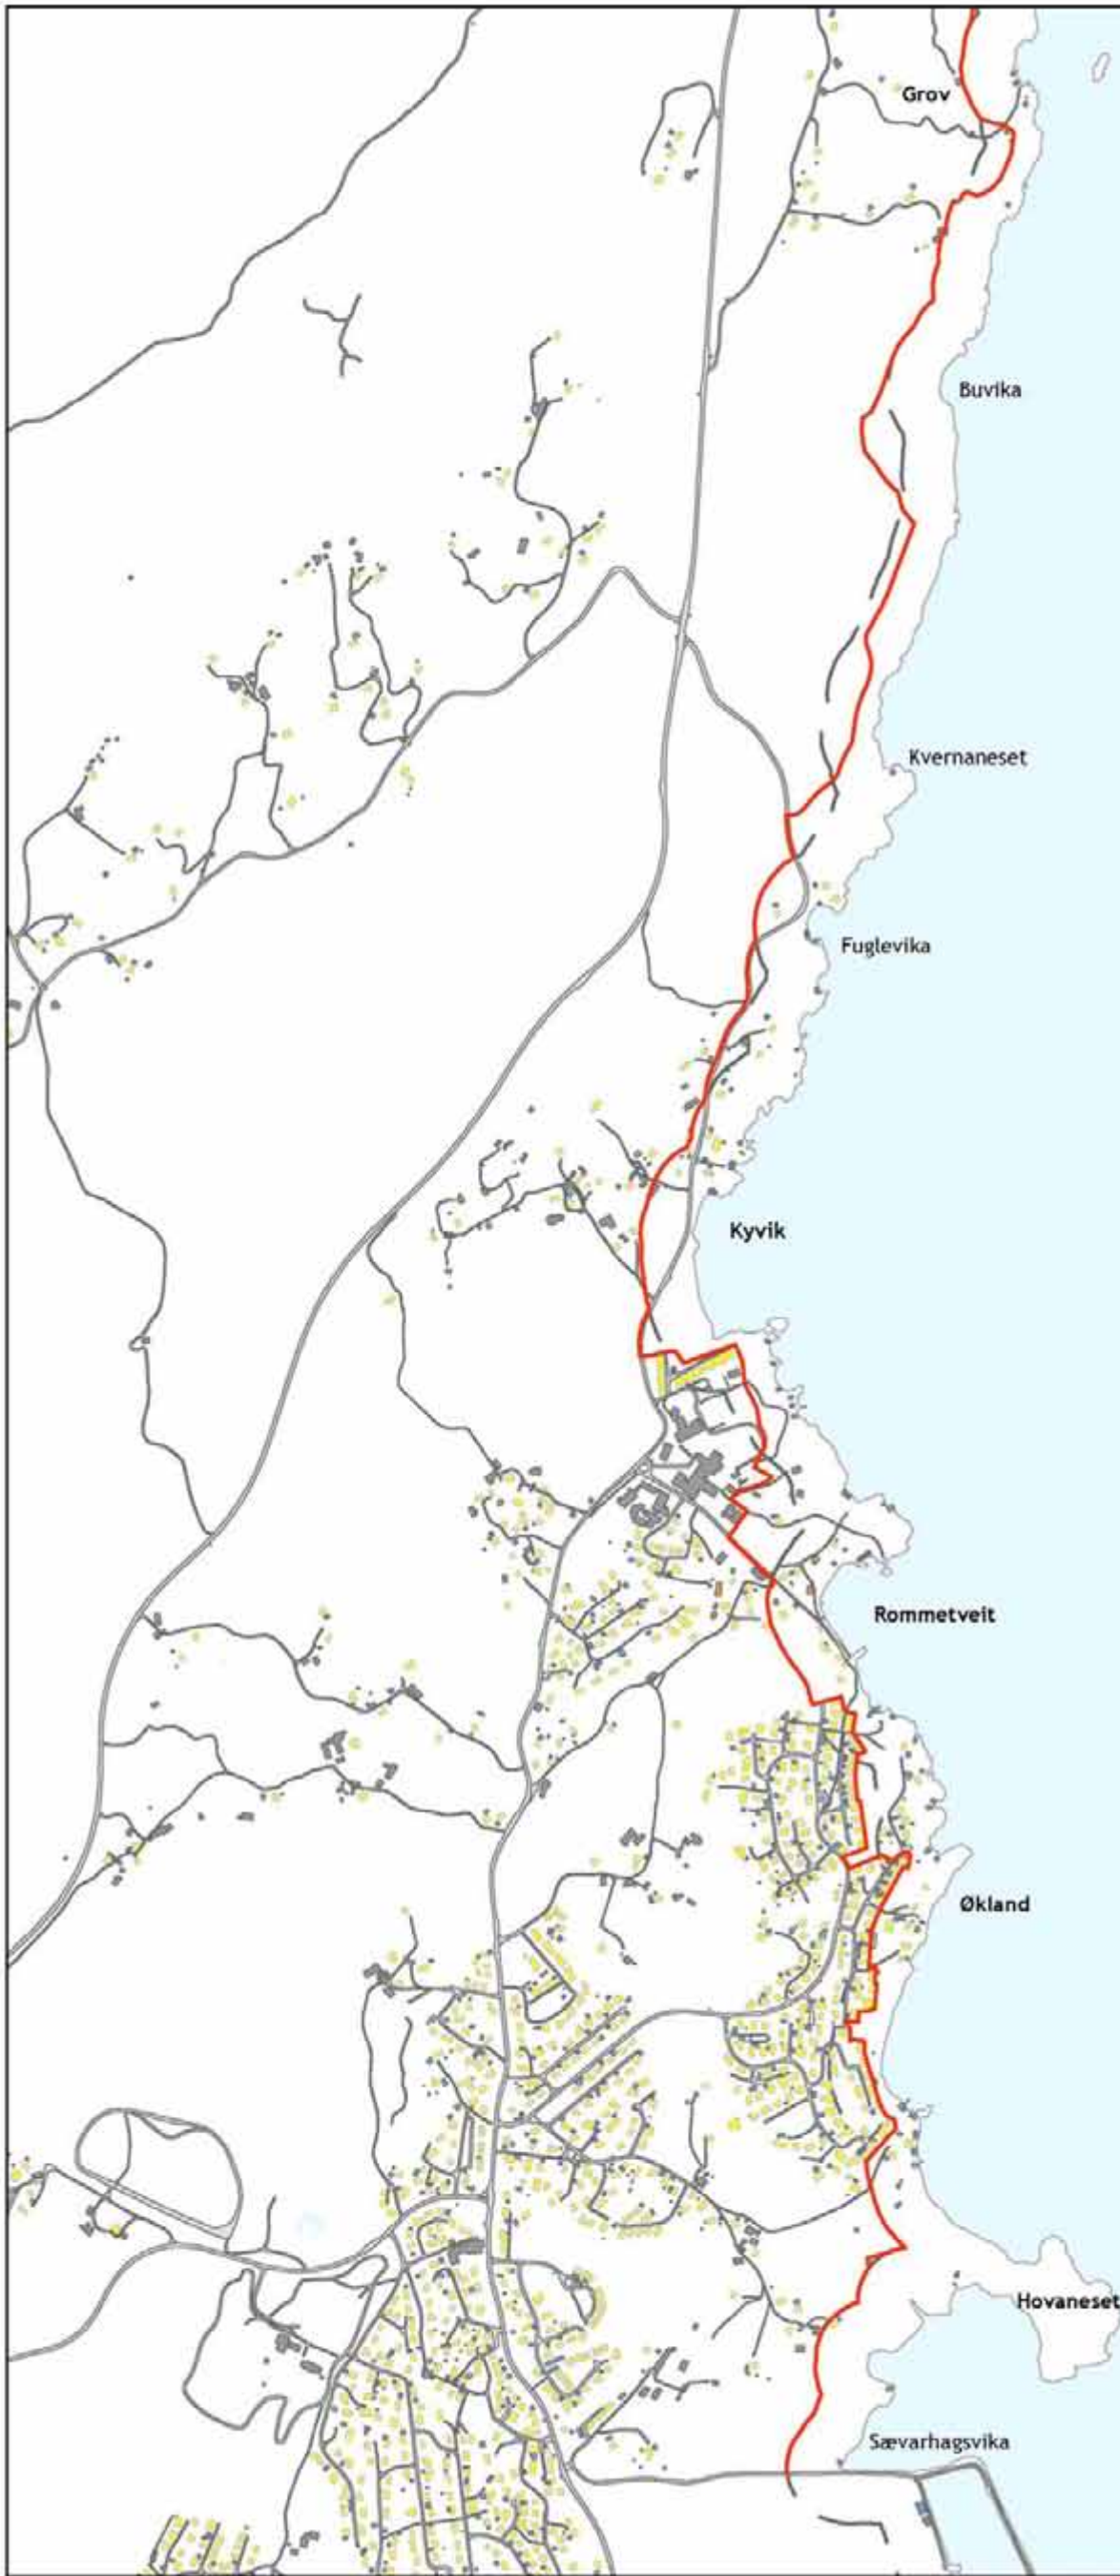 Grov
Buvika
Kvernaneset
Fuglevika
Kyvik
Rommetveit
Økland
Hovaneset
Sævarhagsvika